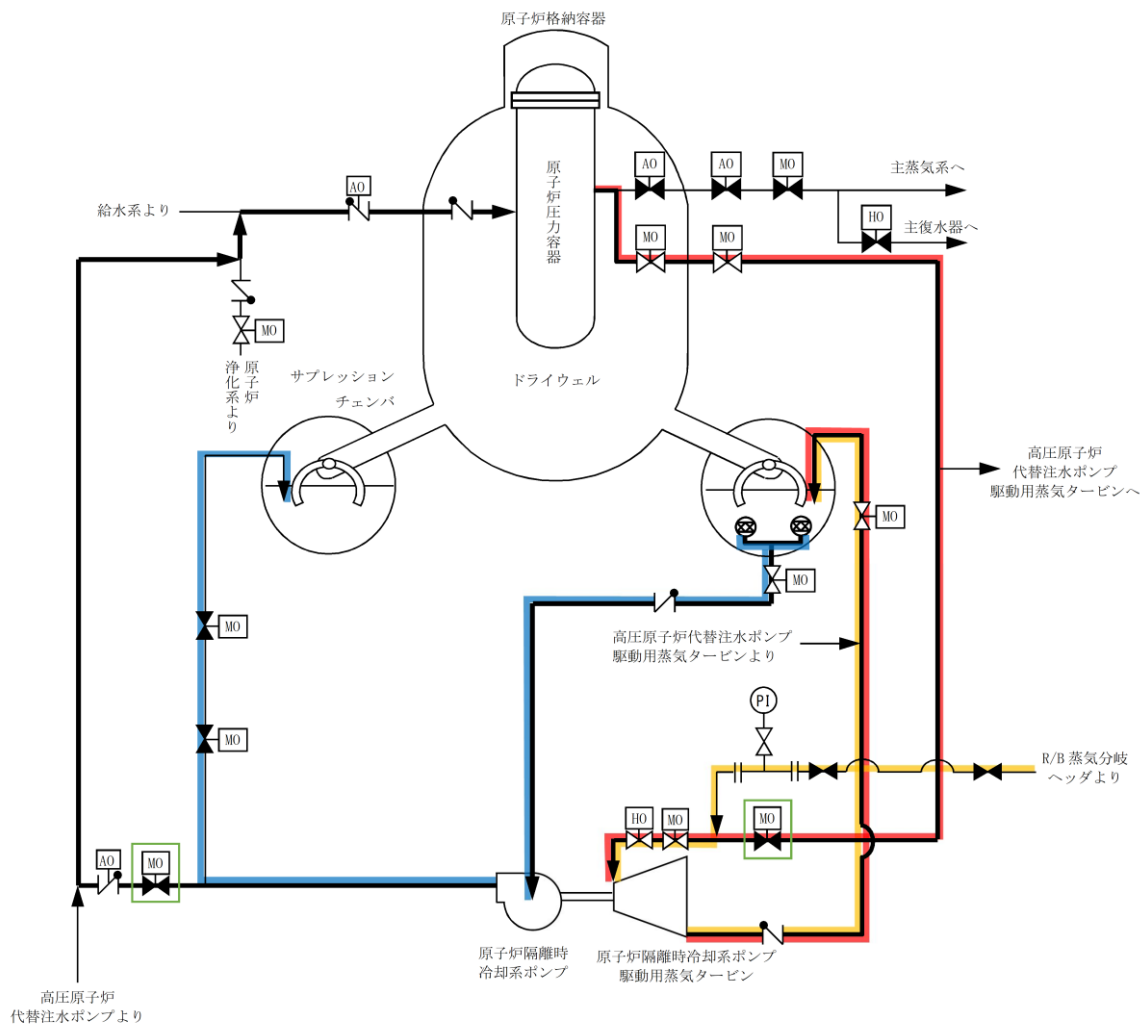 原子炉格納容器
原子炉圧力容器
AO
AO
MO
主蒸気系へ
HO
主復水器へ
MO
MO
給水系より
AO
MO
原子炉
浄化系より
サプレッション
チェンバ
ドライウェル
高圧原子炉
代替注水ポンプ
駆動用蒸気タービンへ
MO
MO
MO
高圧原子炉代替注水ポンプ
駆動用蒸気タービンより
PI
MO
R/B 蒸気分岐
ヘッダより
HO
MO
MO
AO
MO
原子炉隔離時
冷却系ポンプ
原子炉隔離時冷却系ポンプ
駆動用蒸気タービン
高圧原子炉
代替注水ポンプより